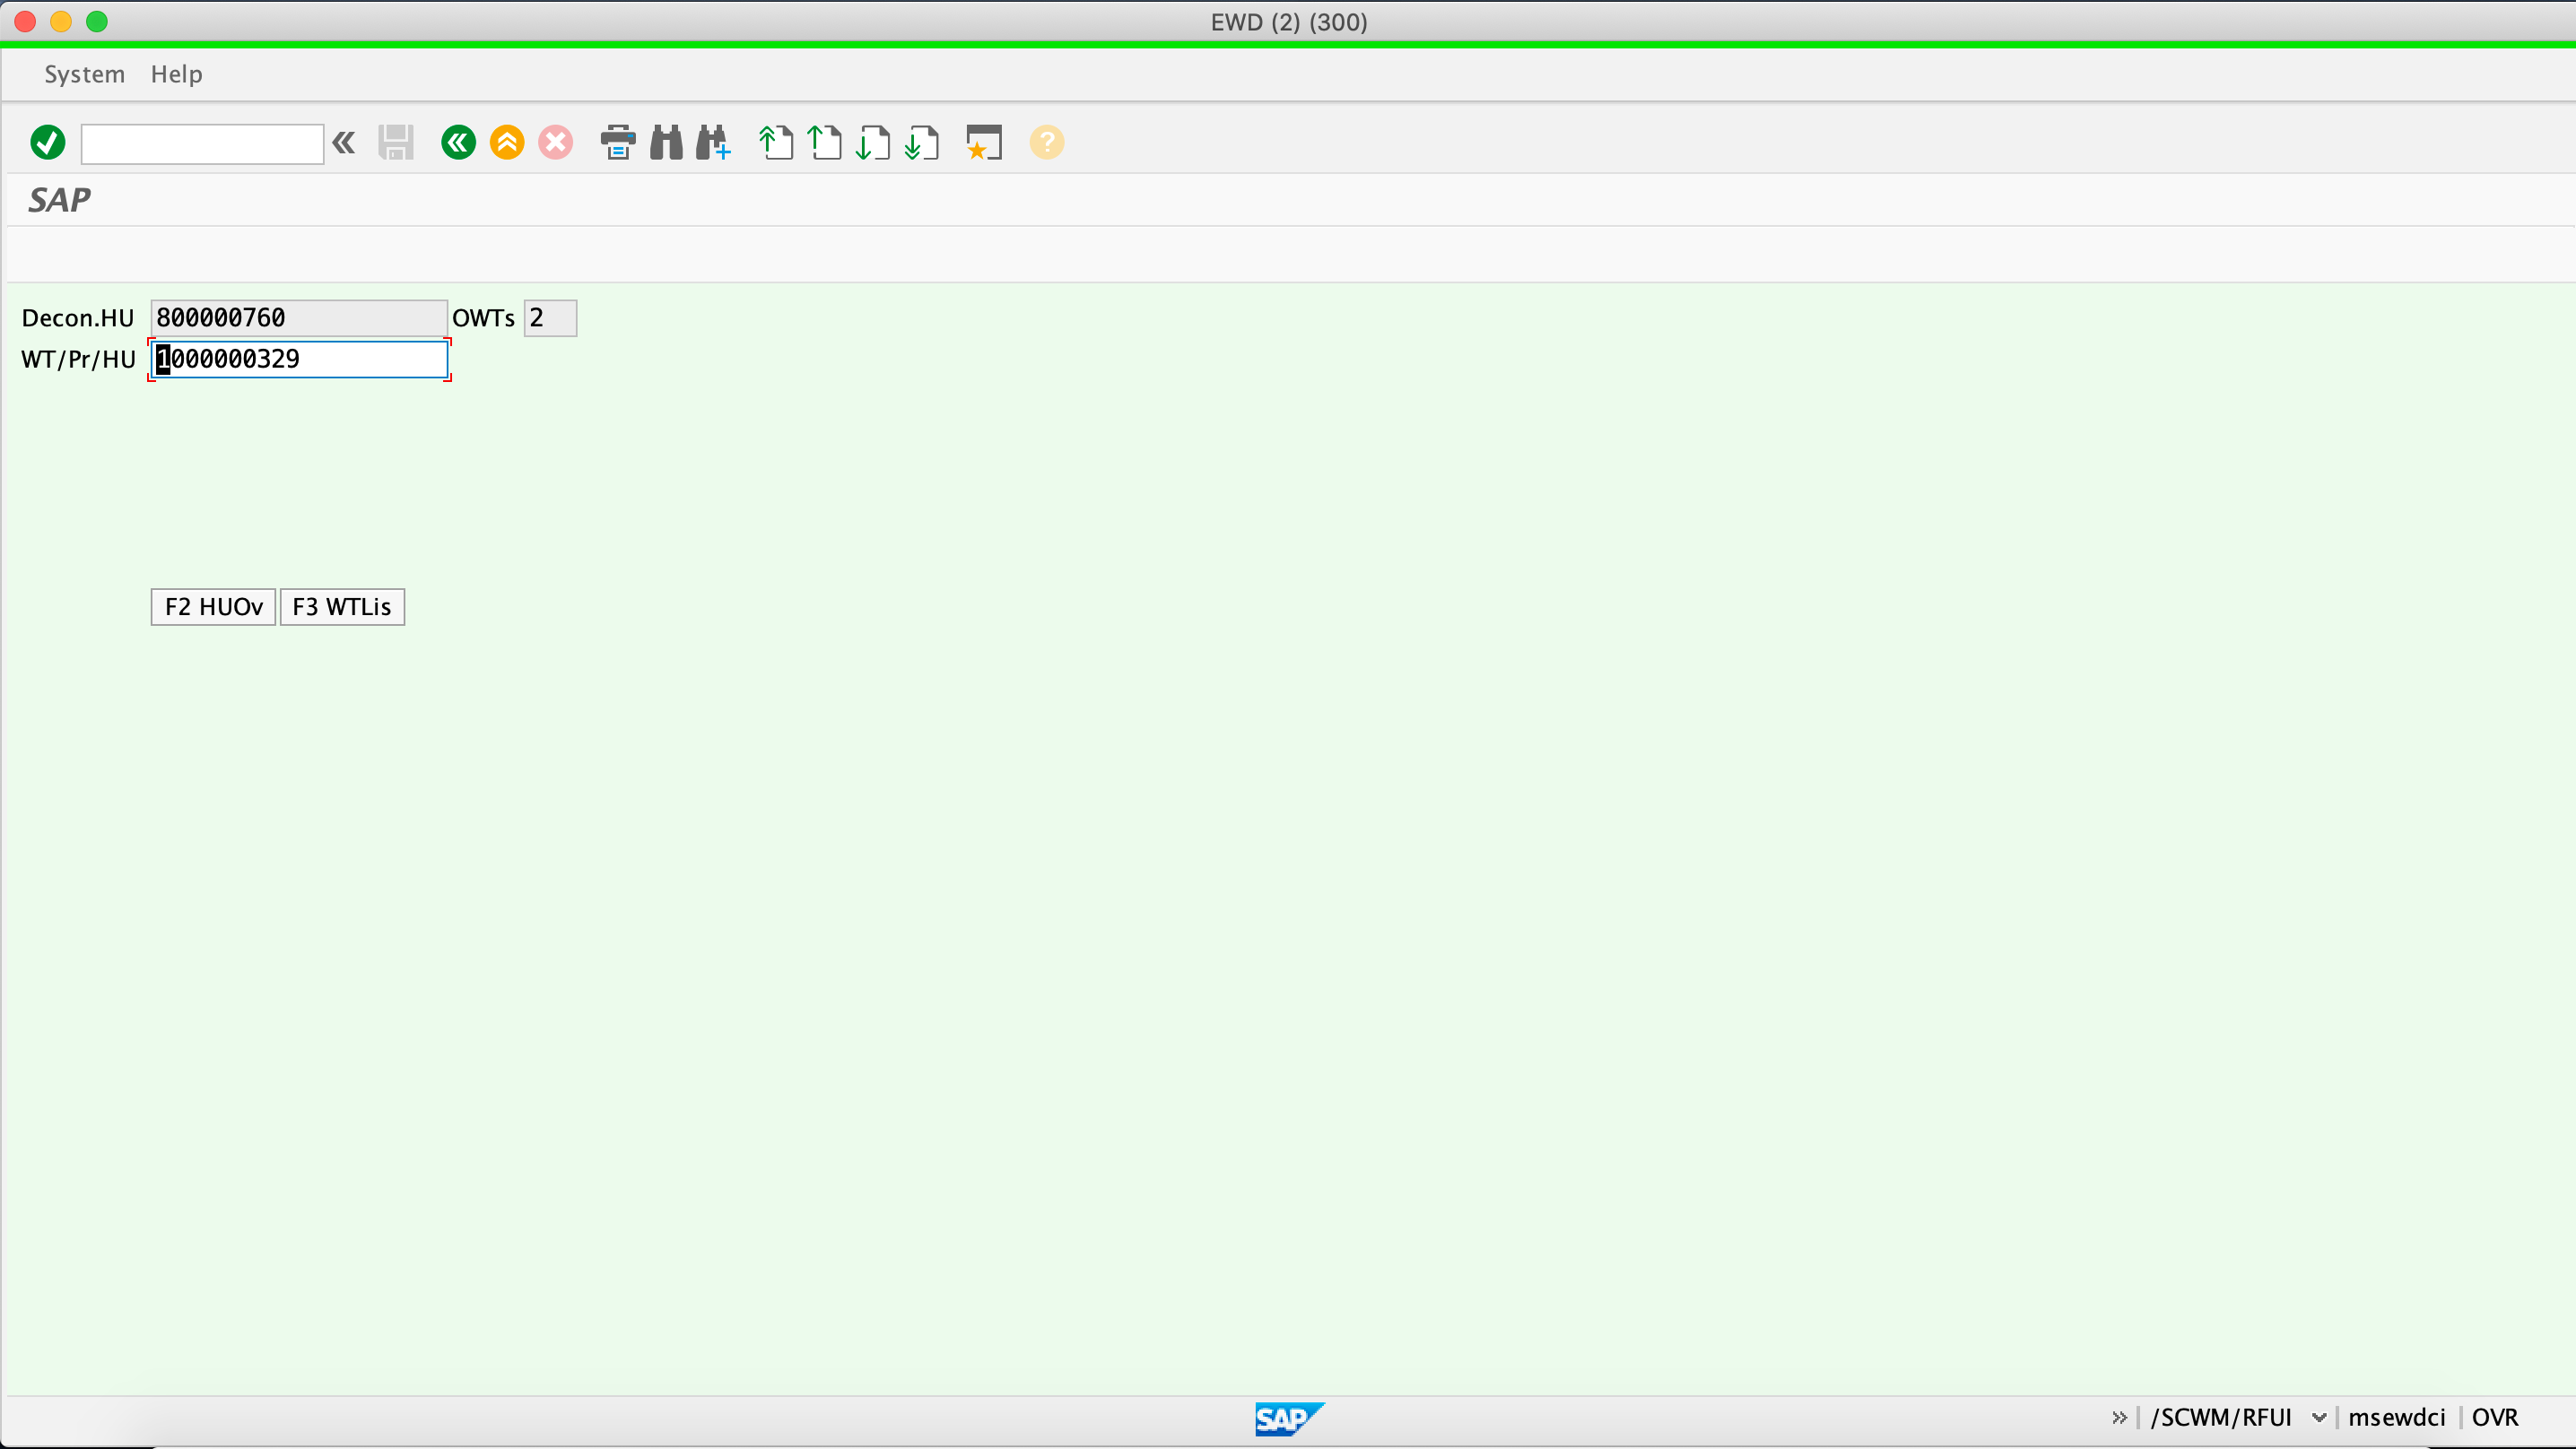 EWD (2) (300)
System Help
SAP
Decon.HU 800000760 OWTs 2
WT/Pr/HU 1000000329
F2 HUOv F3 WTLis
SAP /SCWM/RFUI msewdci OVR